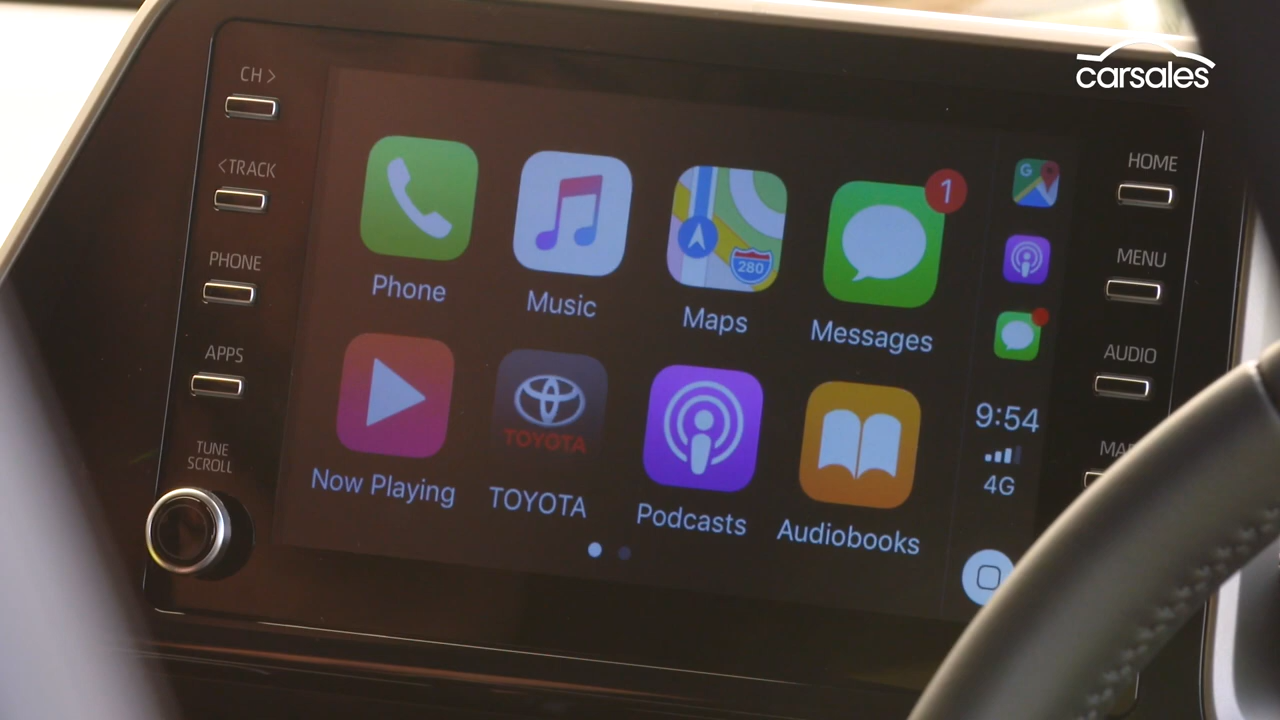 carsales
CH >
< TRACK
PHONE
APPS
TUNE
SCROLL
Phone
Music
280
Maps
1
Messages
Now Playing
TOYOTA
TOYOTA
Podcasts
Audiobooks
G
9:54
4G
HOME
MENU
AUDIO